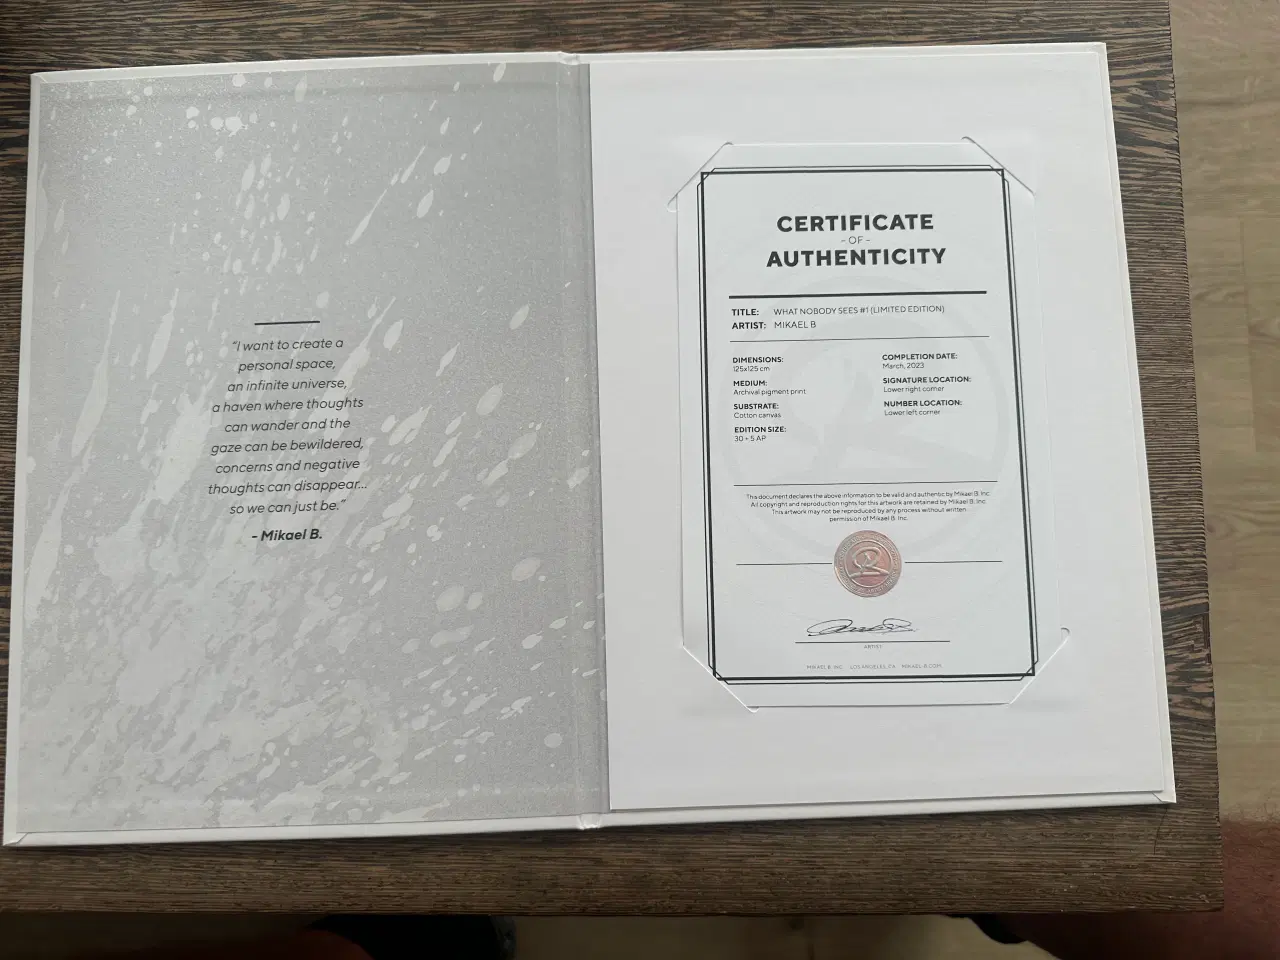 "I want to create a
personal space,
an infinite universe,
a haven where thoughts
can wander and the
gaze can be bewildered,
concerns and negative
thoughts can disappear...
so we can just be."
- Mikael B.
CERTIFICATE
- OF -
AUTHENTICITY
TITLE: WHAT NOBODY SEES #1 (LIMITED EDITION)
ARTIST: MIKAEL B
DIMENSIONS:
125x125 cm
MEDIUM:
Archival pigment print
SUBSTRATE:
Cotton canvas
EDITION SIZE:
30 + 5 AP
COMPLETION DATE:
March, 2023
SIGNATURE LOCATION:
Lower right corner
NUMBER LOCATION:
Lower left corner
This document declares the above information to be valid and authentic by Mikael B. Inc.
All copyright and reproduction rights for this artwork are retained by Mikael B. Inc.
This artwork may not be reproduced by any process without written
permission of Mikael B. Inc.
ARTIST
MIKAEL B. INC. LOS ANGELES, CA MIKAEL-B.COM